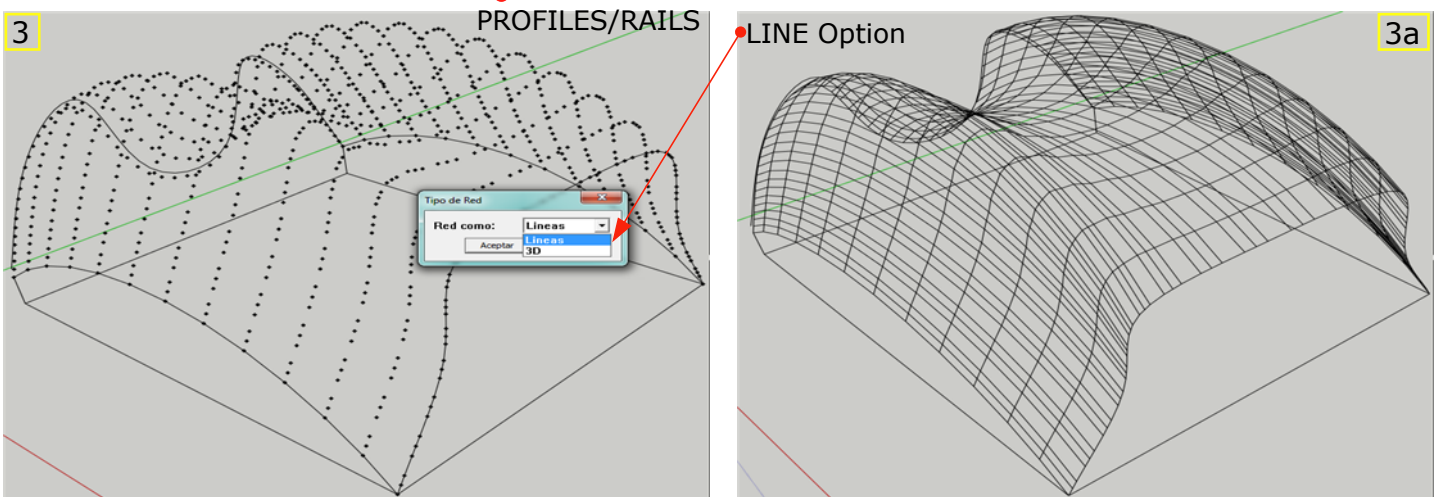 3
PROFILES/RAILS
Tipo de Red
Red como:
Lineas
Lineas
3D
Aceptar
LINE Option
3a